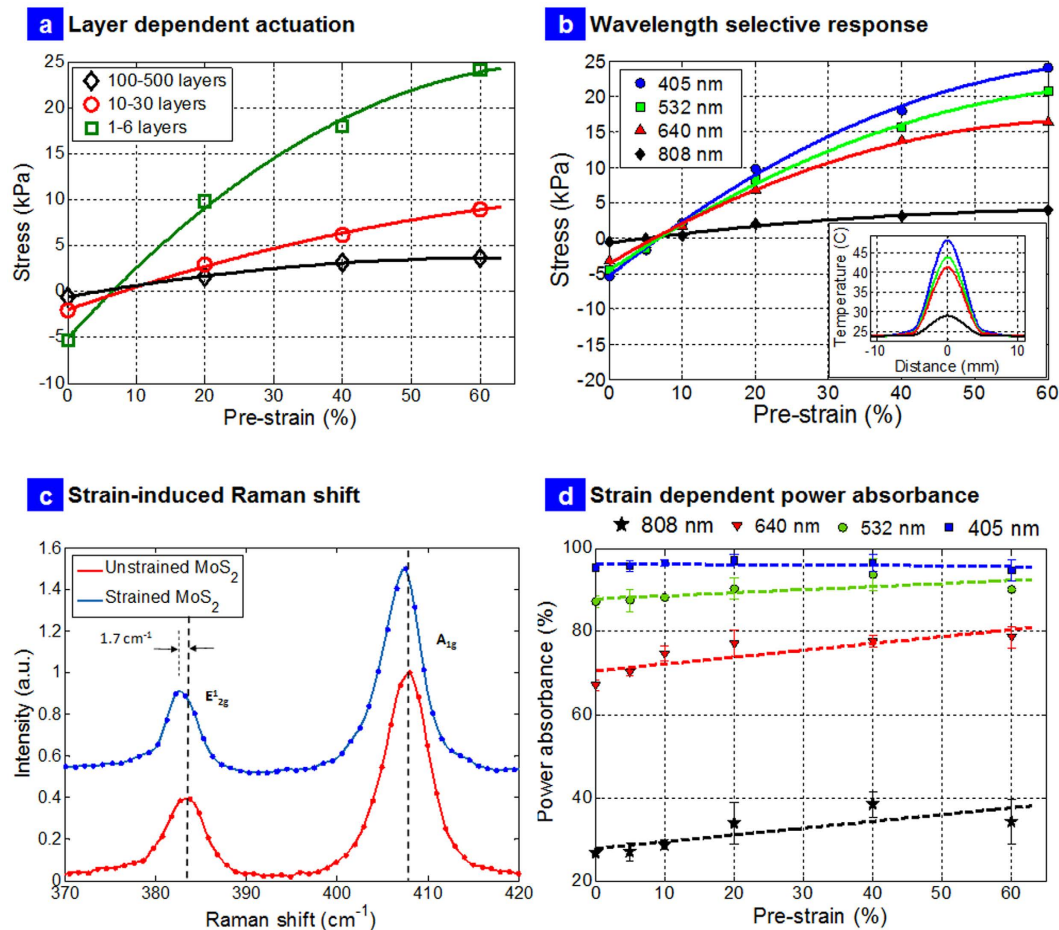 a Layer dependent actuation
25
20
15
10
5
0
-5
-10
0
20
40
60
Stress (kPa)
Pre-strain (%)
100-500 layers
10-30 layers
1-6 layers
b Wavelength selective response
25
20
15
10
5
0
-5
-10
-15
-20
0
10
20
30
40
50
60
Stress (kPa)
Pre-strain (%)
405 nm
532 nm
640 nm
808 nm
Temperature (C)
45
40
35
30
25
-10
0
10
Distance (mm)
c Strain-induced Raman shift
1.6
1.4
1.2
1
0.8
0.6
0.4
0.2
0
370
380
390
400
410
420
Intensity (a.u.)
Raman shift (cm⁻¹)
Unstrained MoS₂
Strained MoS₂
1.7 cm⁻¹
E¹₂g
A₁g
d Strain dependent power absorbance
808 nm 640 nm 532 nm 405 nm
100
80
60
40
20
0
10
20
30
40
50
60
Power absorbance (%)
Pre-strain (%)